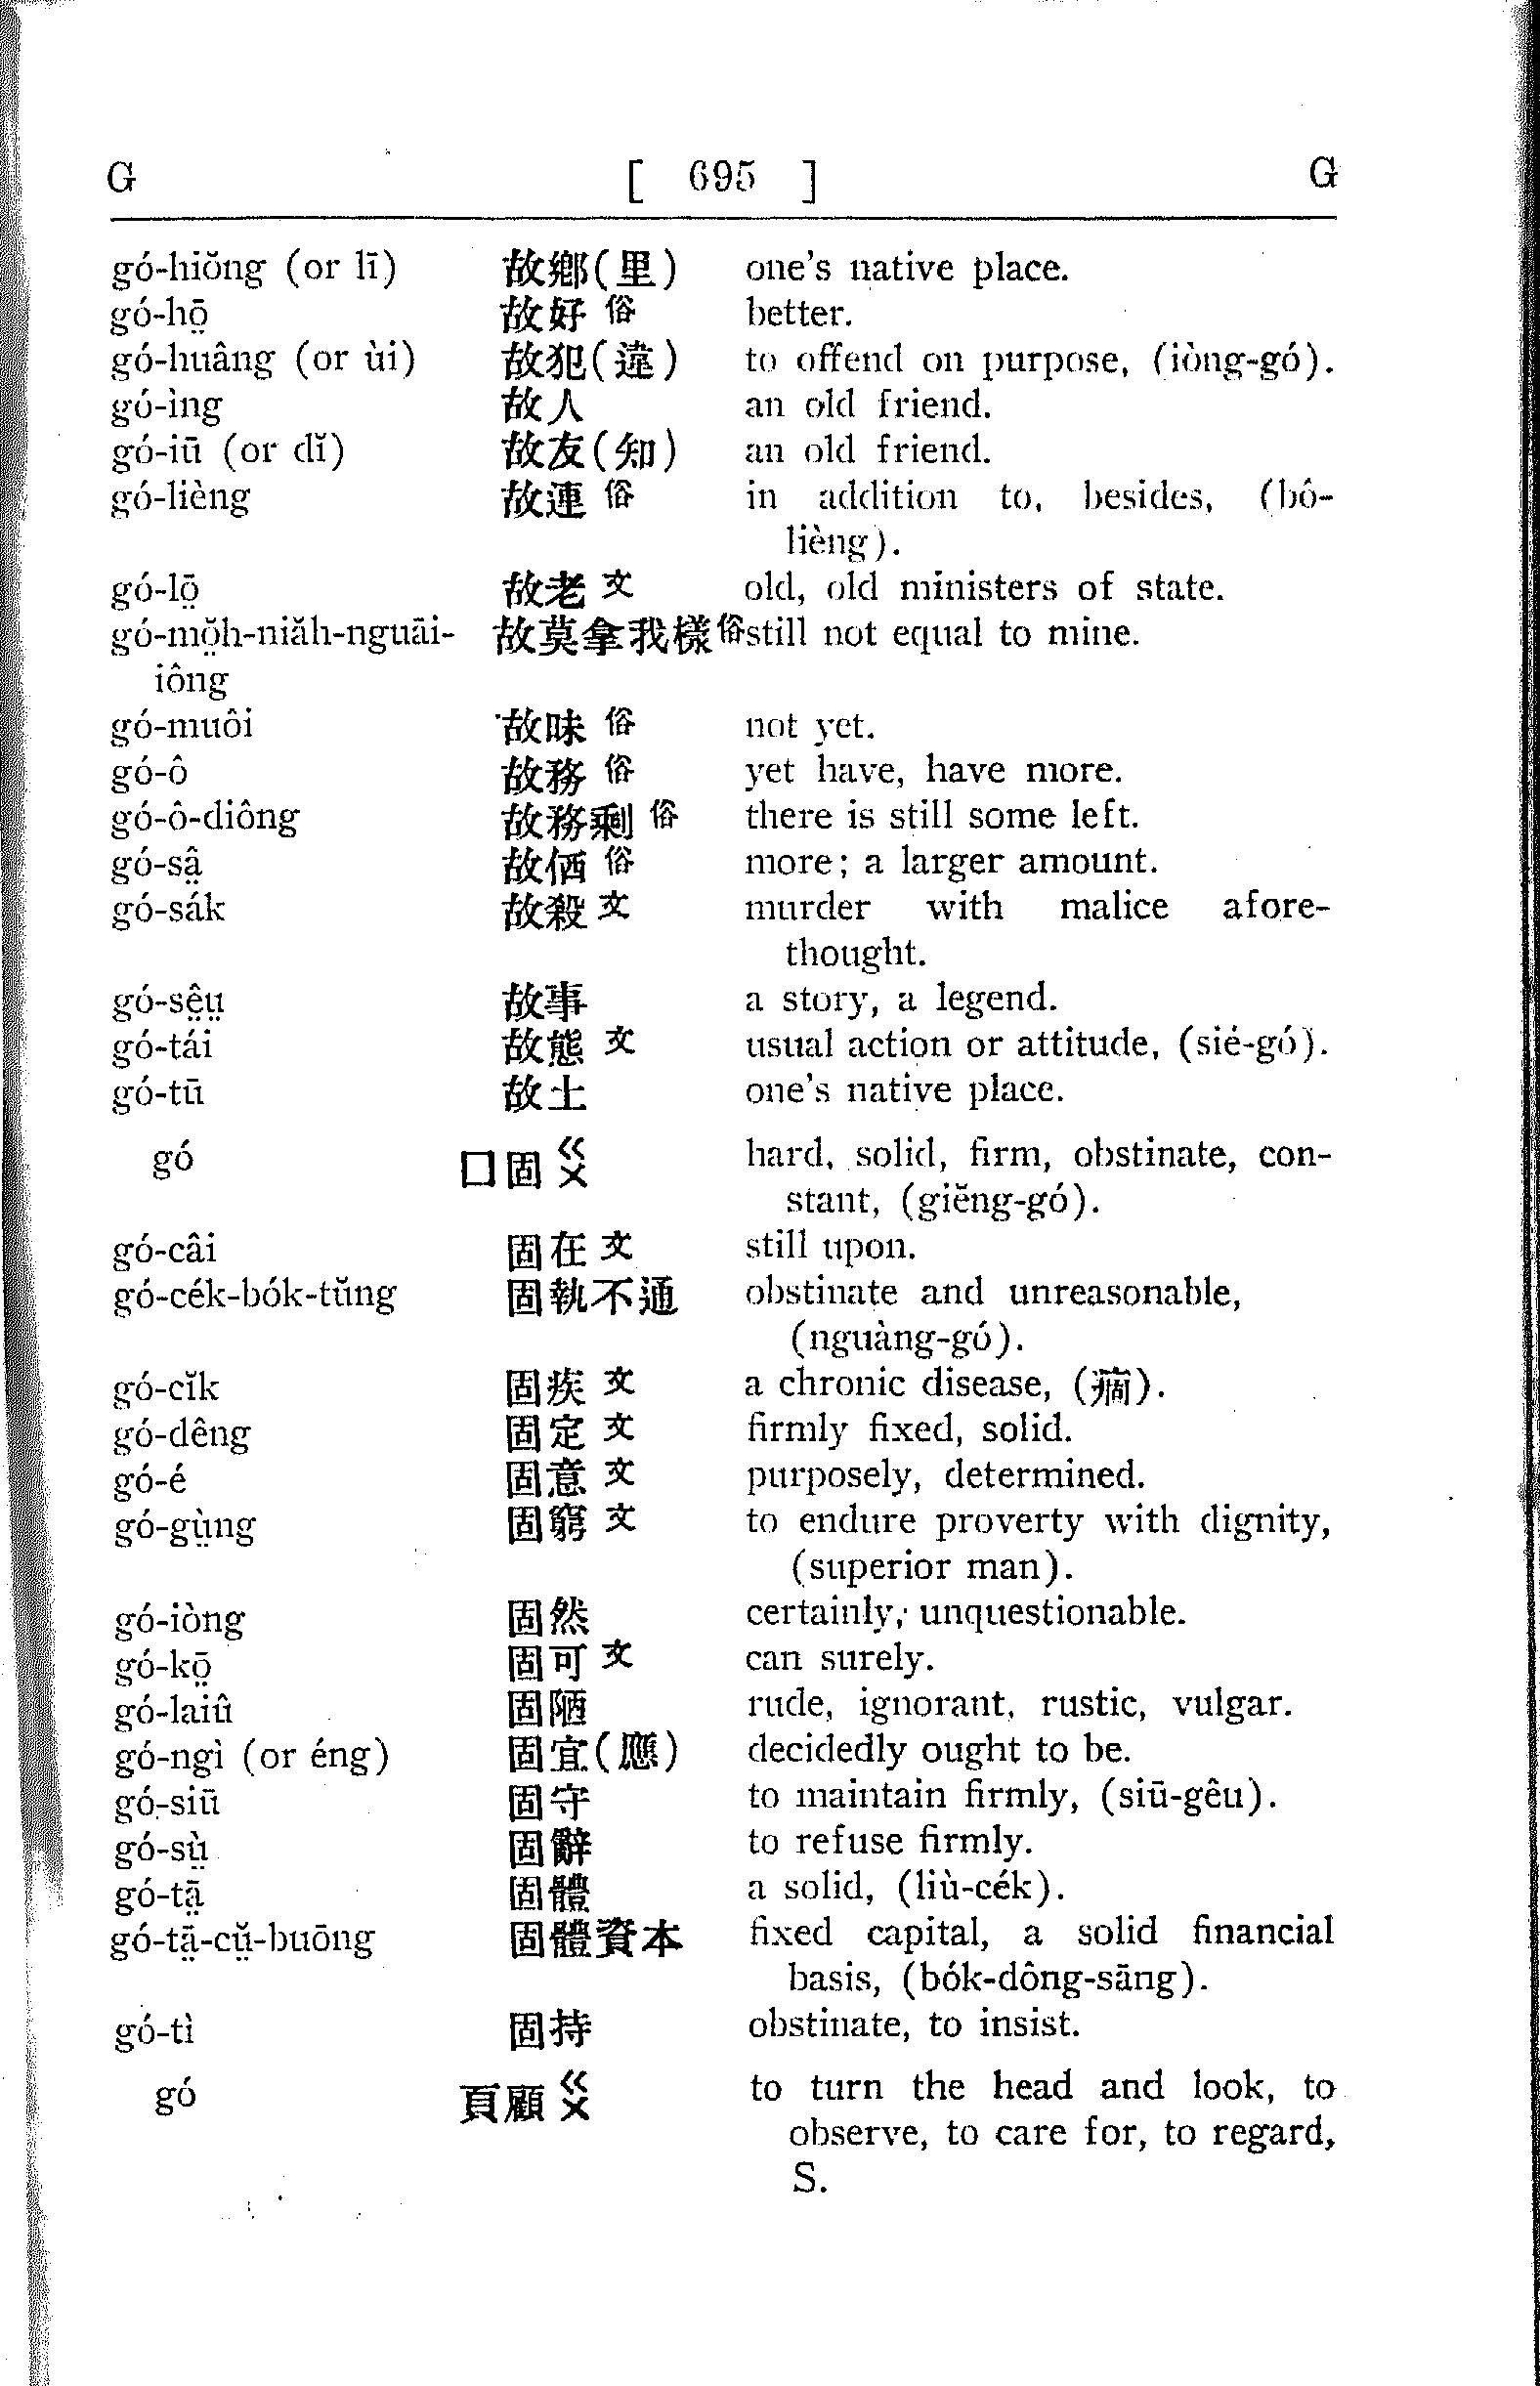 G [ 695 ] G
gó-hiŏng (or lī) 故鄉(里) one's native place.
gó-hō̤ 故好 俗 better.
gó-huâng (or ùi) 故犯(違) to offend on purpose, (iòng-gó).
gó-ìng 故人 an old friend.
gó-iū (or dĭ) 故友(知) an old friend.
gó-lièng 故連 俗 in addition to, besides, (bô-
lièng).
gó-lō̤ 故老 文 old, old ministers of state.
gó-mŏ̤h-niăh-nguāi- 故莫拿我樣 俗 still not equal to mine.
iông
gó-muôi 故昧 俗 not yet.
gó-ô 故務 俗 yet have, have more.
gó-ô-diông 故務剩 俗 there is still some left.
gó-sâ̤ 故 俗 more; a larger amount.
gó-sák 故殺 文 murder with malice afore-
thought.
gó-sê̤ṳ 故事 a story, a legend.
gó-tái 故態 文 usual action or attitude, (sié-gó).
gó-tū 故土 one's native place.
gó 口固 ㄍㄨ hard, solid, firm, obstinate, con-
stant, (giĕng-gó).
gó-câi 固在 文 still upon.
gó-cék-bók-tŭng 固執不通 obstinate and unreasonable,
(nguàng-gó).
gó-cĭk 固疾 文 a chronic disease, (痼).
gó-dêng 固定 文 firmly fixed, solid.
gó-é 固意 文 purposely, determined.
gó-gṳ̀ng 固窮 文 to endure proverty with dignity,
(superior man).
gó-iòng 固然 certainly, unquestionable.
gó-kō̤ 固可 文 can surely.
gó-laiû 固陋 rude, ignorant, rustic, vulgar.
gó-ngì (or éng) 固宜(應) decidedly ought to be.
gó-siū 固守 to maintain firmly, (siū-gêu).
gó-sṳ̀ 固辭 to refuse firmly.
gó-tā̤ 固體 a solid, (liù-cék).
gó-tā̤-cṳ̆-buōng 固體資本 fixed capital, a solid financial
basis, (bók-dông-sāng).
gó-tì 固持 obstinate, to insist.
gó 頁顧 ㄍㄨ to turn the head and look, to
observe, to care for, to regard,
S.